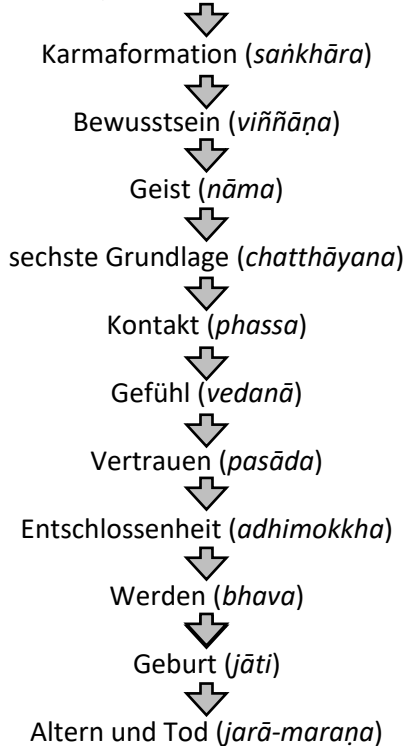 Karmaformation (saṅkhāra)
Bewusstsein (viññāṇa)
Geist (nāma)
sechste Grundlage (chatthāyana)
Kontakt (phassa)
Gefühl (vedanā)
Vertrauen (pasāda)
Entschlossenheit (adhimokkha)
Werden (bhava)
Geburt (jāti)
Altern und Tod (jarā-maraṇa)